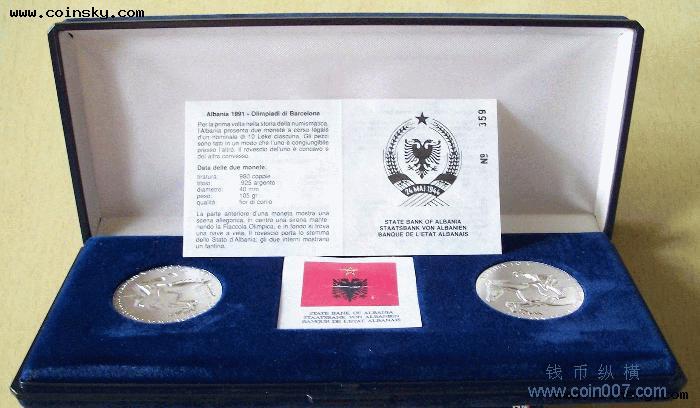 www.coinsky.com
Albania 1991 - Olimpiadi di Barcelona
Per la prima volta nella storia della numismatica,
l'Albania presenta due monete a corso legale
d'un nominale di 10 Leke ciascuna. Gli pezzi
sono fatti in un modo che l'uno è congiungibile
presso l'altro. Il rovescio dell'uno è concavo e
del altro convesso.
Data delle due monete:
tiratura: 980 coppie
titolo: .925 argento
diametro: 40 mm
peso: 105 gr
qualità: fior di conio
La parte anteriore d'una moneta mostra una
scena allegorica, in centro una sirena mante-
nendo la Fiaccola Olimpica, e in fondo si trova
una nave a vela. Il rovescio porta lo stemma
dello Stato d'Albania; gli due interni mostrano
un fantino.
24 MAJ 1944
STATE BANK OF ALBANIA
STAATSBANK VON ALBANIEN
BANQUE DE L'ETAT ALBANAIS
No 359
STATE BANK OF ALBANIA
STAATSBANK VON ALBANIEN
BANQUE DE L'ETAT ALBANAIS
钱币纵横
www.coin007.com